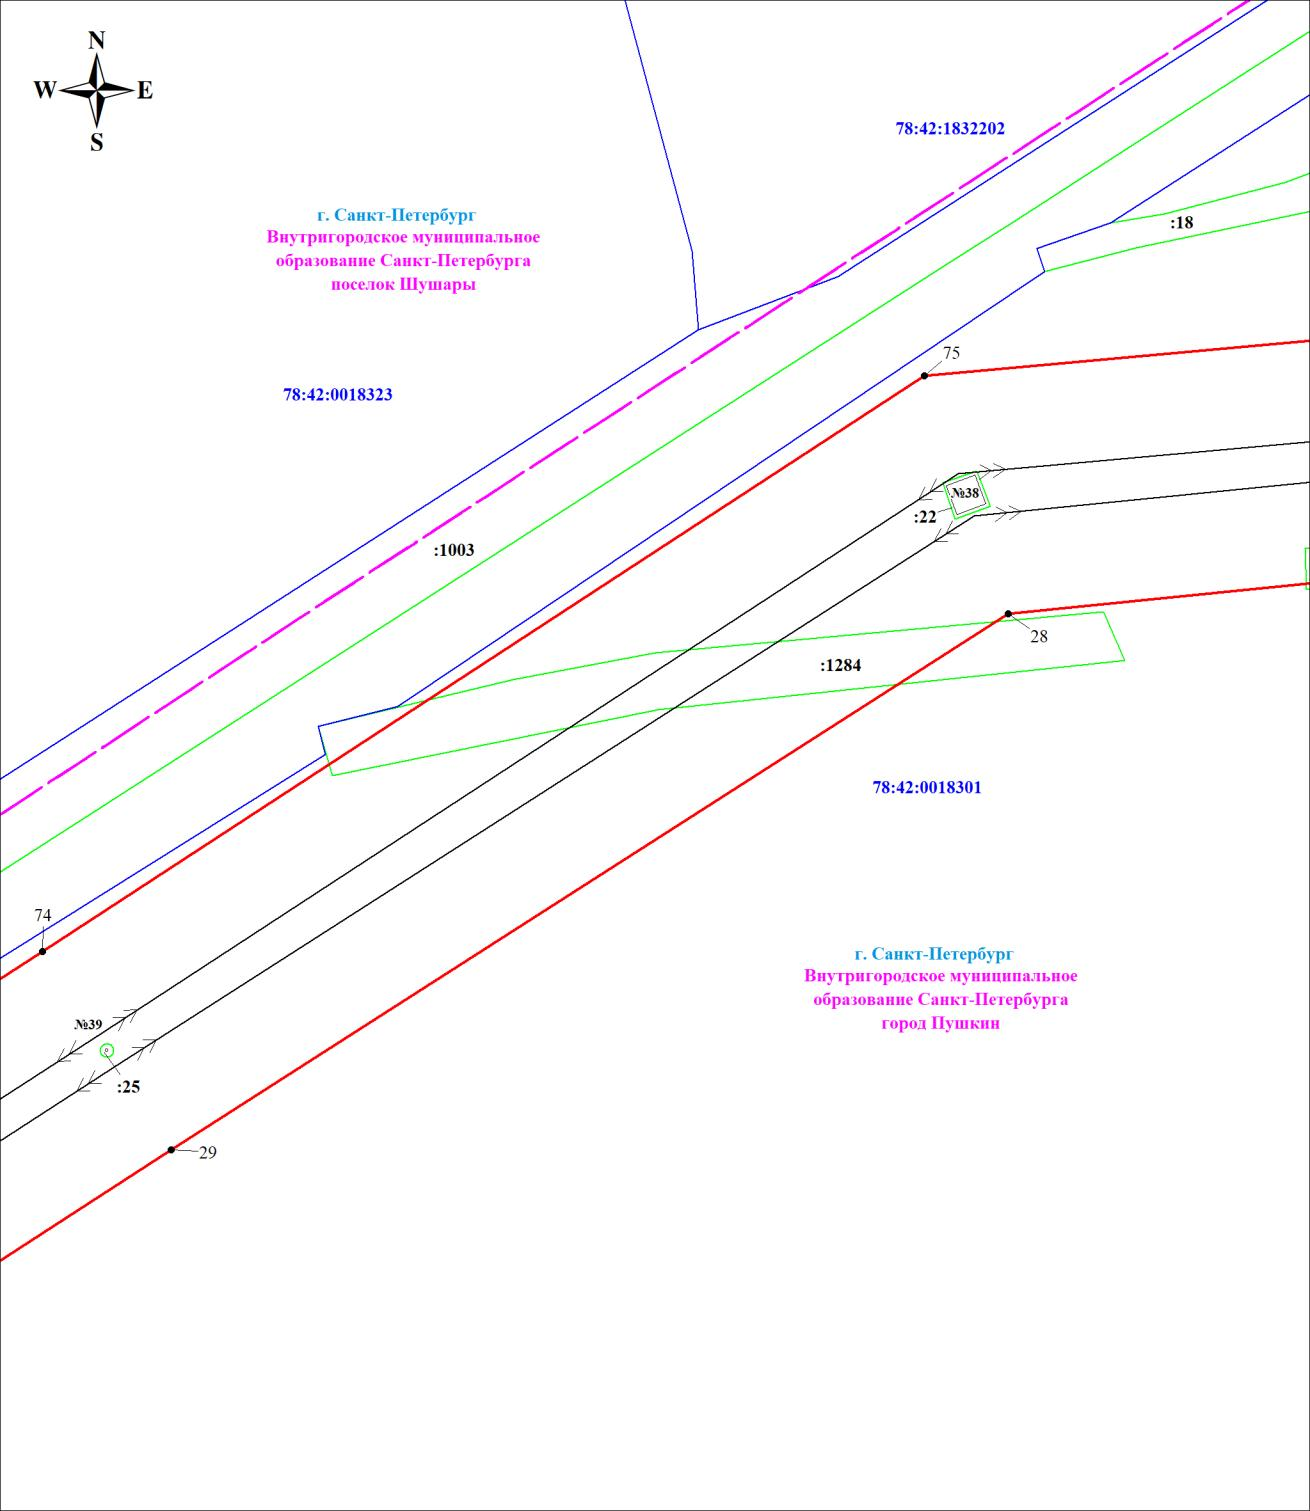 N
W E
S
78:42:1832202
г. Санкт-Петербург
Внутригородское муниципальное
образование Санкт-Петербурга
поселок Шушары
:18
75
78:42:0018323
№38
:22
:1003
28
:1284
78:42:0018301
74
г. Санкт-Петербург
Внутригородское муниципальное
образование Санкт-Петербурга
город Пушкин
№39
:25
29